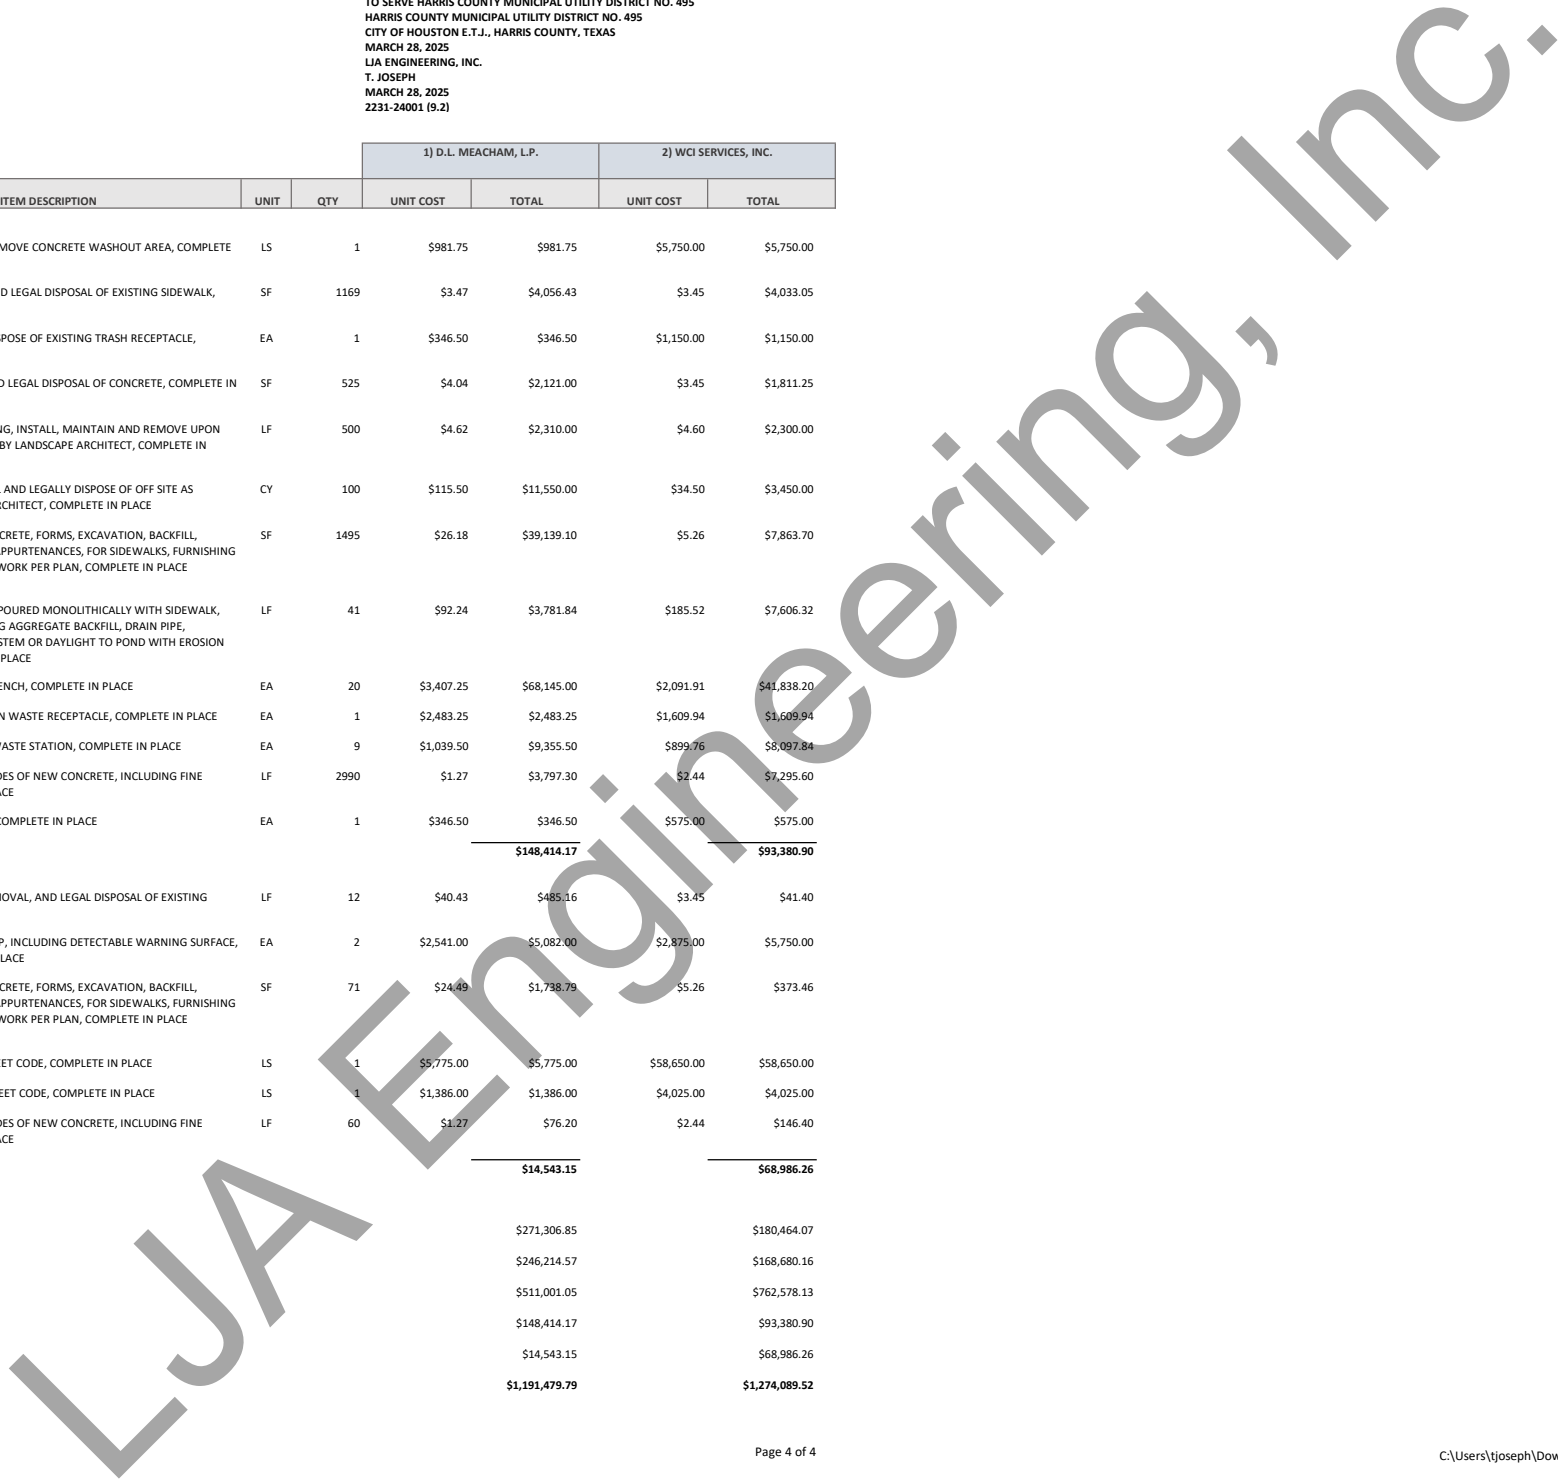 TO SERVE HARRIS COUNTY MUNICIPAL UTILITY DISTRICT NO. 495
HARRIS COUNTY MUNICIPAL UTILITY DISTRICT NO. 495
CITY OF HOUSTON E.T.J., HARRIS COUNTY, TEXAS
MARCH 28, 2025
LJA ENGINEERING, INC.
T. JOSEPH
MARCH 28, 2025
2231-24001 (9.2)
1) D.L. MEACHAM, L.P. 2) WCI SERVICES, INC.
ITEM DESCRIPTION UNIT QTY UNIT COST TOTAL UNIT COST TOTAL
MOVE CONCRETE WASHOUT AREA, COMPLETE LS 1 $981.75 $981.75 $5,750.00 $5,750.00
D LEGAL DISPOSAL OF EXISTING SIDEWALK, SF 1169 $3.47 $4,056.43 $3.45 $4,033.05
POSE OF EXISTING TRASH RECEPTACLE, EA 1 $346.50 $346.50 $1,150.00 $1,150.00
D LEGAL DISPOSAL OF CONCRETE, COMPLETE IN SF 525 $4.04 $2,121.00 $3.45 $1,811.25
NG, INSTALL, MAINTAIN AND REMOVE UPON LF 500 $4.62 $2,310.00 $4.60 $2,300.00
BY LANDSCAPE ARCHITECT, COMPLETE IN
AND LEGALLY DISPOSE OF OFF SITE AS CY 100 $115.50 $11,550.00 $34.50 $3,450.00
RCHITECT, COMPLETE IN PLACE
CRETE, FORMS, EXCAVATION, BACKFILL, SF 1495 $26.18 $39,139.10 $5.26 $7,863.70
APPURTENANCES, FOR SIDEWALKS, FURNISHING
WORK PER PLAN, COMPLETE IN PLACE
POURED MONOLITHICALLY WITH SIDEWALK, LF 41 $92.24 $3,781.84 $185.52 $7,606.32
G AGGREGATE BACKFILL, DRAIN PIPE,
STEM OR DAYLIGHT TO POND WITH EROSION
PLACE
ENCH, COMPLETE IN PLACE EA 20 $3,407.25 $68,145.00 $2,091.91 $41,838.20
N WASTE RECEPTACLE, COMPLETE IN PLACE EA 1 $2,483.25 $2,483.25 $1,609.94 $1,609.94
ASTE STATION, COMPLETE IN PLACE EA 9 $1,039.50 $9,355.50 $899.76 $8,097.84
DES OF NEW CONCRETE, INCLUDING FINE LF 2990 $1.27 $3,797.30 $2.44 $7,295.60
ACE
COMPLETE IN PLACE EA 1 $346.50 $346.50 $575.00 $575.00
$148,414.17 $93,380.90
MOVAL, AND LEGAL DISPOSAL OF EXISTING LF 12 $40.43 $485.16 $3.45 $41.40
P, INCLUDING DETECTABLE WARNING SURFACE, EA 2 $2,541.00 $5,082.00 $2,875.00 $5,750.00
LACE
CRETE, FORMS, EXCAVATION, BACKFILL, SF 71 $24.49 $1,738.79 $5.26 $373.46
APPURTENANCES, FOR SIDEWALKS, FURNISHING
WORK PER PLAN, COMPLETE IN PLACE
ET CODE, COMPLETE IN PLACE LS 1 $5,775.00 $5,775.00 $58,650.00 $58,650.00
EET CODE, COMPLETE IN PLACE LS 1 $1,386.00 $1,386.00 $4,025.00 $4,025.00
DES OF NEW CONCRETE, INCLUDING FINE LF 60 $1.27 $76.20 $2.44 $146.40
ACE
$14,543.15 $68,986.26
$271,306.85 $180,464.07
$246,214.57 $168,680.16
$511,001.05 $762,578.13
$148,414.17 $93,380.90
$14,543.15 $68,986.26
$1,191,479.79 $1,274,089.52
Page 4 of 4
C:\Users\tjoseph\Dow
LJA Engineering, Inc.